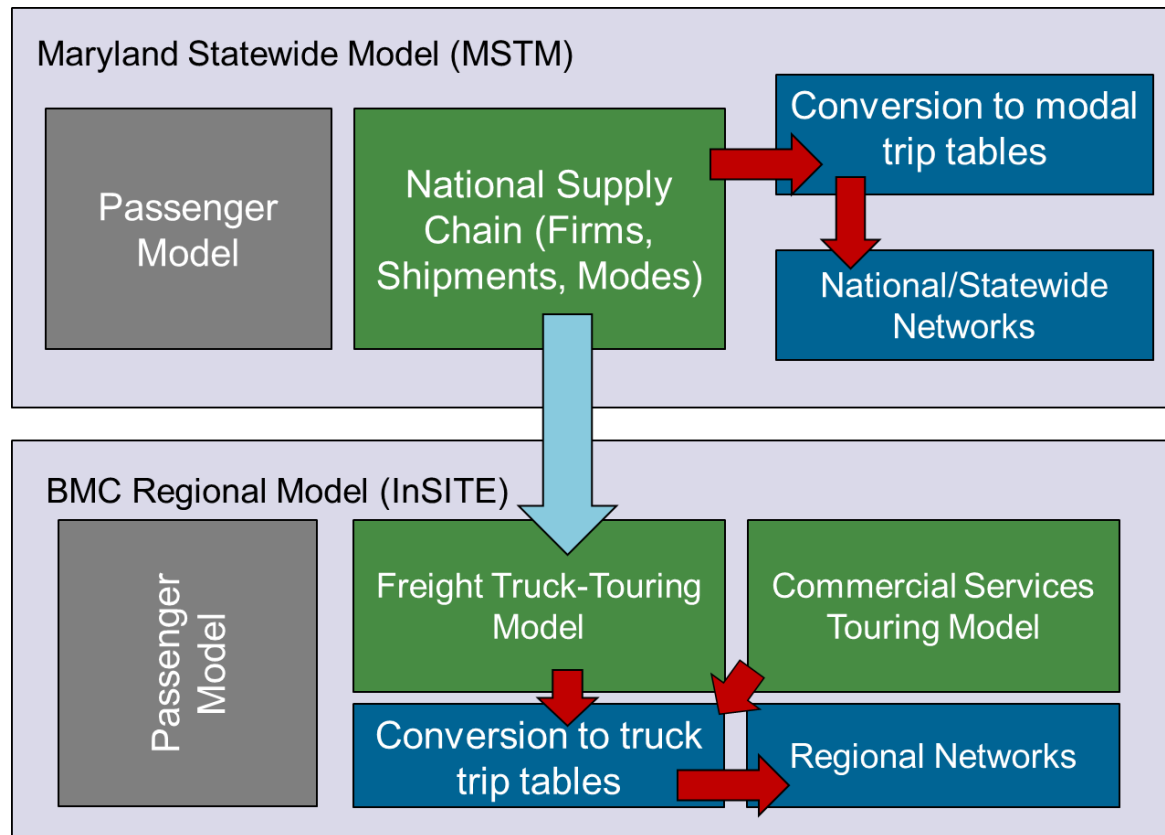 Maryland Statewide Model (MSTM)
Passenger
Model
National Supply
Chain (Firms,
Shipments, Modes)
Conversion to modal
trip tables
National/Statewide
Networks
BMC Regional Model (InSITE)
Passenger
Model
Freight Truck-Touring
Model
Commercial Services
Touring Model
Conversion to truck
trip tables
Regional Networks